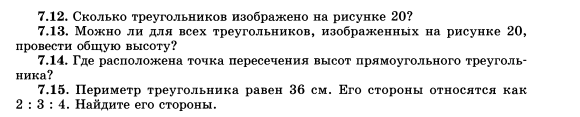 7.12. Сколько треугольников изображено на рисунке 20?
7.13. Можно ли для всех треугольников, изображенных на рисунке 20,
провести общую высоту?
7.14. Где расположена точка пересечения высот прямоугольного треуголь-
ника?
7.15. Периметр треугольника равен 36 см. Его стороны относятся как
2 : 3 : 4. Найдите его стороны.